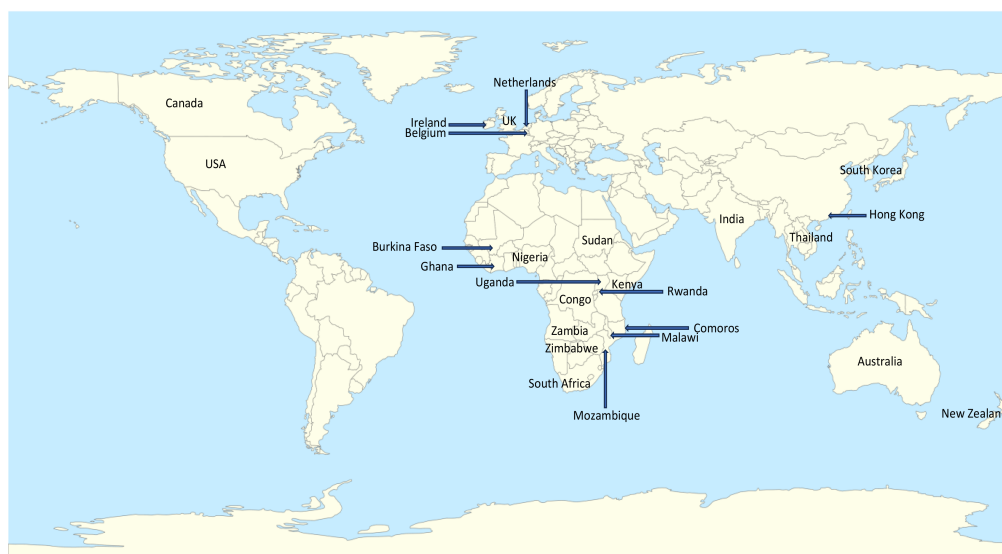 Netherlands
Canada
Ireland
UK
Belgium
USA
South Korea
India
Hong Kong
Thailand
Sudan
Burkina Faso
Nigeria
Ghana
Uganda
Kenya
Rwanda
Congo
Comoros
Zambia
Malawi
Zimbabwe
Australia
South Africa
New Zealan
Mozambique